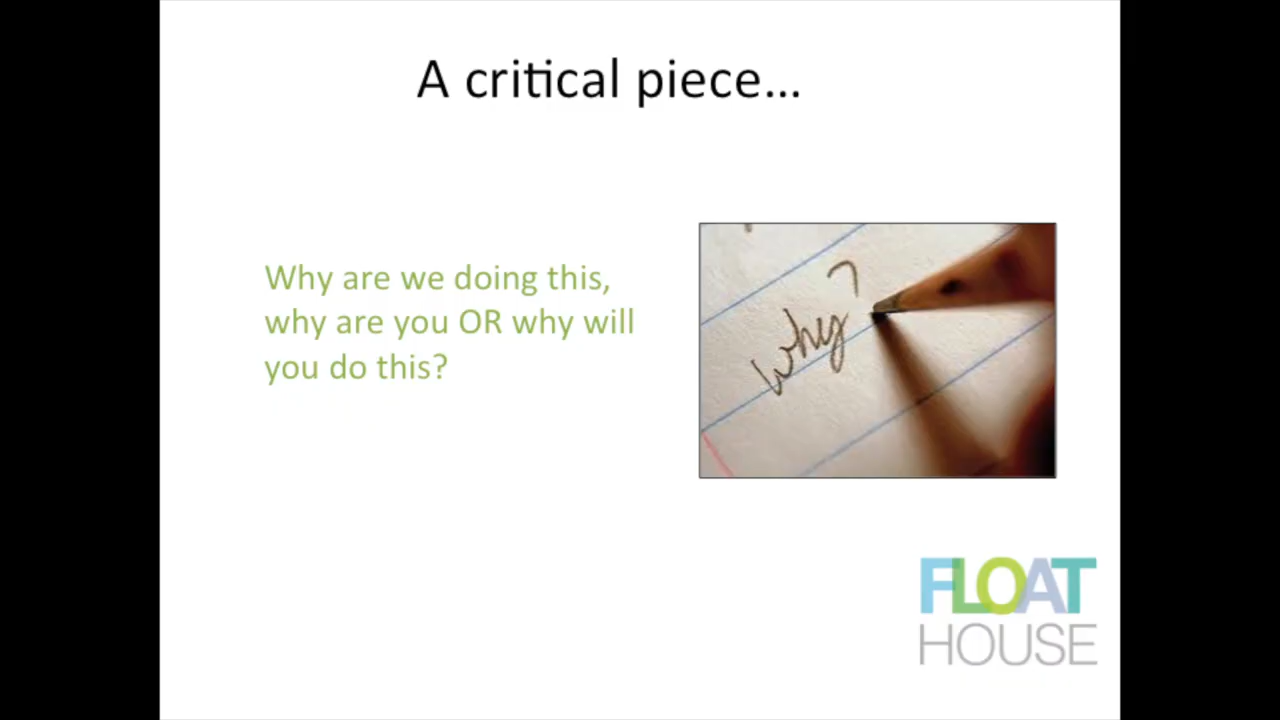 A critical piece...
Why are we doing this,
why are you OR why will
you do this?
why?
FLOAT
HOUSE